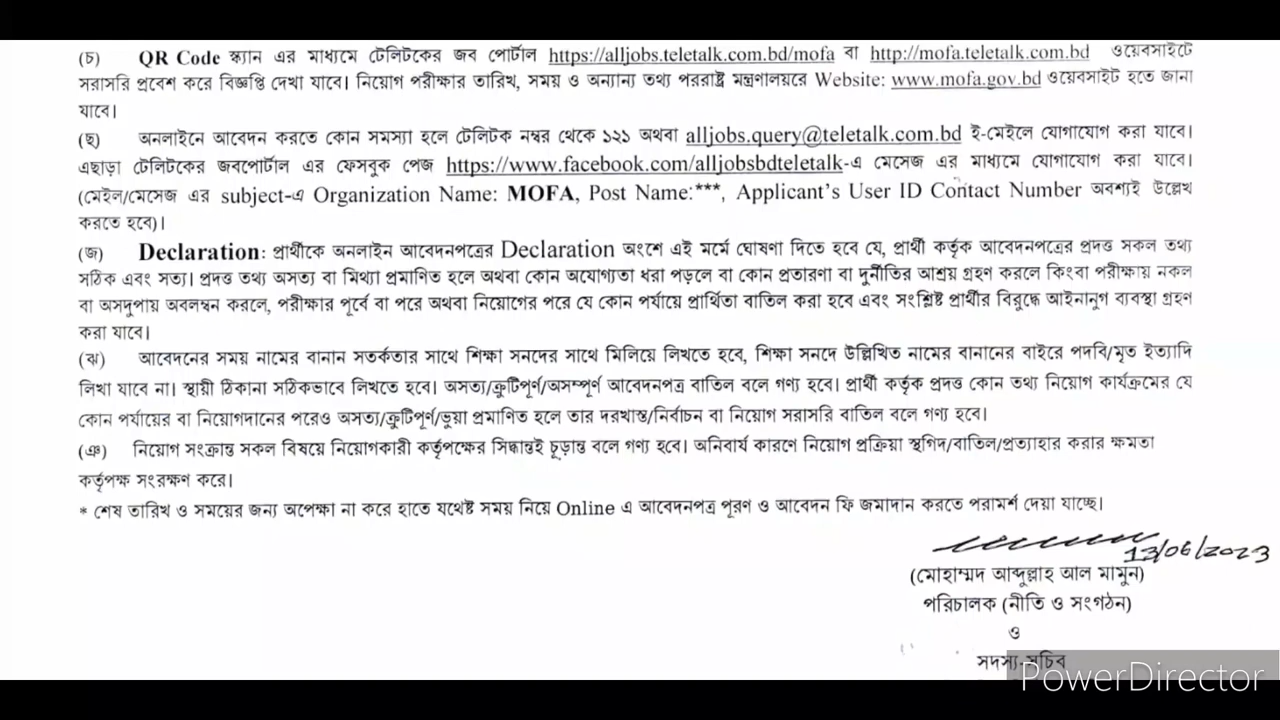 (চ) QR Code স্ক্যান এর মাধ্যমে টেলিটকের জব পোর্টাল https://alljobs.teletalk.com.bd/mofa বা http://mofa.teletalk.com.bd ওয়েবসাইটে
সরাসরি প্রবেশ করে বিজ্ঞপ্তি দেখা যাবে। নিয়োগ পরীক্ষার তারিখ, সময় ও অন্যান্য তথ্য পররাষ্ট্র মন্ত্রণালয়রে Website: www.mofa.gov.bd ওয়েবসাইট হতে জানা
যাবে।
(ছ) অনলাইনে আবেদন করতে কোন সমস্যা হলে টেলিটক নম্বর থেকে ১২১ অথবা alljobs.query@teletalk.com.bd ই-মেইলে যোগাযোগ করা যাবে।
এছাড়া টেলিটকের জবপোর্টাল এর ফেসবুক পেজ https://www.facebook.com/alljobsbdteletalk-এ মেসেজ এর মাধ্যমে যোগাযোগ করা যাবে।
(মেইল/মেসেজ এর subject-এ Organization Name: MOFA, Post Name:***, Applicant's User ID Contact Number অবশ্যই উল্লেখ
করতে হবে)।
(জ) Declaration: প্রার্থীকে অনলাইন আবেদনপত্রের Declaration অংশে এই মর্মে ঘোষণা দিতে হবে যে, প্রার্থী কর্তৃক আবেদনপত্রের প্রদত্ত সকল তথ্য
সঠিক এবং সত্য। প্রদত্ত তথ্য অসত্য বা মিথ্যা প্রমাণিত হলে অথবা কোন অযোগ্যতা ধরা পড়লে বা কোন প্রতারণা বা দুর্নীতির আশ্রয় গ্রহণ করলে কিংবা পরীক্ষায় নকল
বা অসদুপায় অবলম্বন করলে, পরীক্ষার পূর্বে বা পরে অথবা নিয়োগের পরে যে কোন পর্যায়ে প্রার্থিতা বাতিল করা হবে এবং সংশ্লিষ্ট প্রার্থীর বিরুদ্ধে আইনানুগ ব্যবস্থা গ্রহণ
করা যাবে।
(ঝ) আবেদনের সময় নামের বানান সতর্কতার সাথে শিক্ষা সনদের সাথে মিলিয়ে লিখতে হবে, শিক্ষা সনদে উল্লিখিত নামের বানানের বাইরে পদবি/মৃত ইত্যাদি
লিখা যাবে না। স্থায়ী ঠিকানা সঠিকভাবে লিখতে হবে। অসত্য/ত্রুটিপূর্ণ/অসম্পূর্ণ আবেদনপত্র বাতিল বলে গণ্য হবে। প্রার্থী কর্তৃক প্রদত্ত কোন তথ্য নিয়োগ কার্যক্রমের যে
কোন পর্যায়ের বা নিয়োগদানের পরেও অসত্য/ত্রুটিপূর্ণ/ভুয়া প্রমাণিত হলে তার দরখাস্ত/নির্বাচন বা নিয়োগ সরাসরি বাতিল বলে গণ্য হবে।
(ঞ) নিয়োগ সংক্রান্ত সকল বিষয়ে নিয়োগকারী কর্তৃপক্ষের সিদ্ধান্তই চূড়ান্ত বলে গণ্য হবে। অনিবার্য কারণে নিয়োগ প্রক্রিয়া স্থগিদ/বাতিল/প্রত্যাহার করার ক্ষমতা
কর্তৃপক্ষ সংরক্ষণ করে।
* শেষ তারিখ ও সময়ের জন্য অপেক্ষা না করে হাতে যথেষ্ট সময় নিয়ে Online এ আবেদনপত্র পূরণ ও আবেদন ফি জমাদান করতে পরামর্শ দেয়া যাচ্ছে।
13/06/2023
(মোহাম্মদ আব্দুল্লাহ আল মামুন)
পরিচালক (নীতি ও সংগঠন)
ও
সদস্য-সচিব
PowerDirector